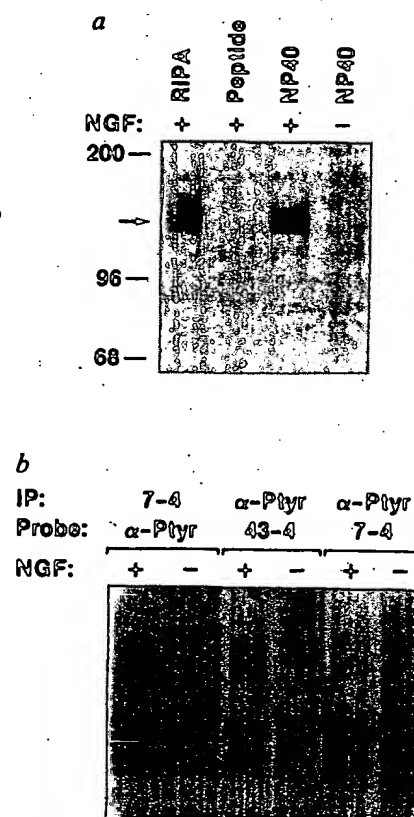 a
RIPA
Peptide
NP40
NP40
NGF: + + + −
200
96
68
b
IP: 7-4 α-Ptyr α-Ptyr
Probe: α-Ptyr 43-4 7-4
NGF: + − + − + −